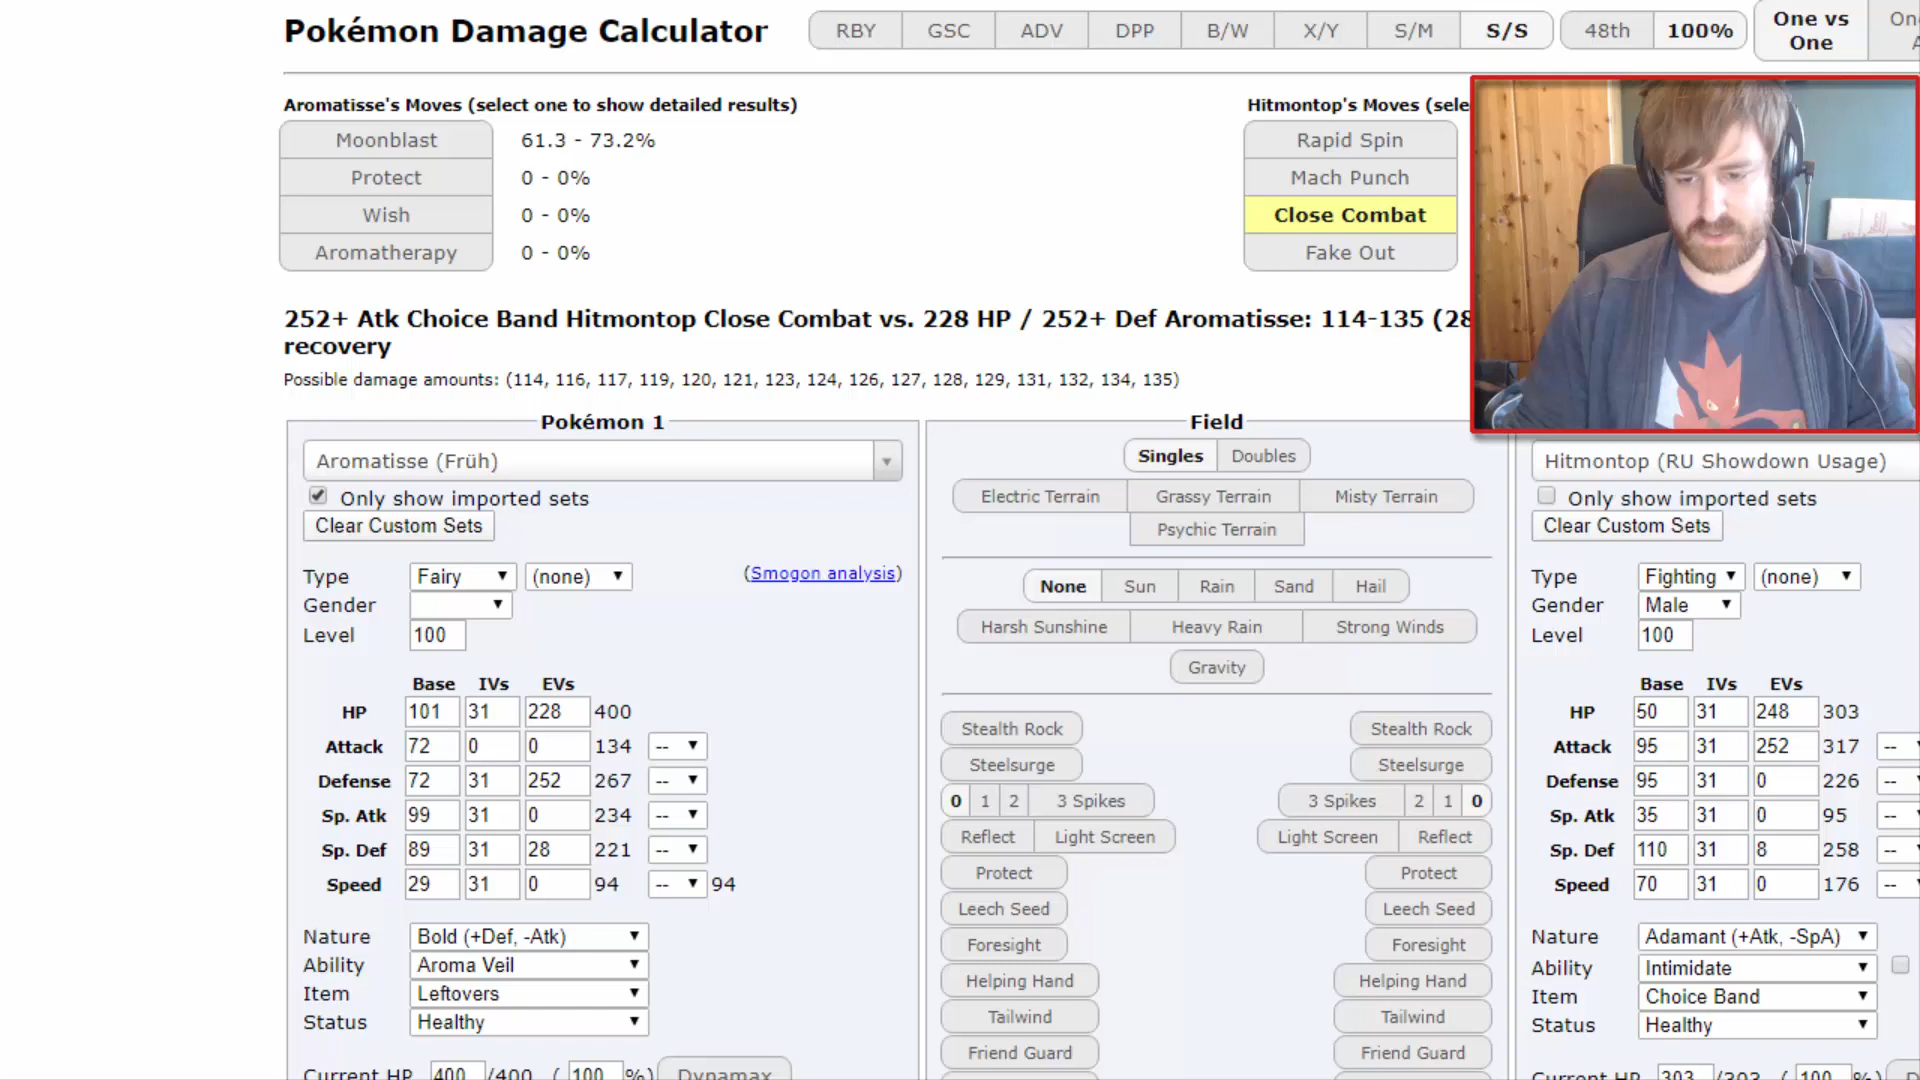 Pokémon Damage Calculator
RBY GSC ADV DPP B/W X/Y S/M S/S 48th 100% One vs One
Aromatisse's Moves (select one to show detailed results)
Moonblast 61.3 - 73.2%
Protect 0 - 0%
Wish 0 - 0%
Aromatherapy 0 - 0%
Hitmontop's Moves (sele
Rapid Spin
Mach Punch
Close Combat
Fake Out
252+ Atk Choice Band Hitmontop Close Combat vs. 228 HP / 252+ Def Aromatisse: 114-135 (28
recovery
Possible damage amounts: (114, 116, 117, 119, 120, 121, 123, 124, 126, 127, 128, 129, 131, 132, 134, 135)
Pokémon 1
Aromatisse (Früh)
Only show imported sets
Clear Custom Sets
Type Fairy (none) (Smogon analysis)
Gender
Level 100
Base IVs EVs
HP 101 31 228 400
Attack 72 0 0 134 --
Defense 72 31 252 267 --
Sp. Atk 99 31 0 234 --
Sp. Def 89 31 28 221 --
Speed 29 31 0 94 -- 94
Nature Bold (+Def, -Atk)
Ability Aroma Veil
Item Leftovers
Status Healthy
Current HP 400 /400 ( 100 %) Dynamax
Field
Singles Doubles
Electric Terrain Grassy Terrain Misty Terrain
Psychic Terrain
None Sun Rain Sand Hail
Harsh Sunshine Heavy Rain Strong Winds
Gravity
Stealth Rock Stealth Rock
Steelsurge Steelsurge
0 1 2 3 Spikes 3 Spikes 2 1 0
Reflect Light Screen Light Screen Reflect
Protect Protect
Leech Seed Leech Seed
Foresight Foresight
Helping Hand Helping Hand
Tailwind Tailwind
Friend Guard Friend Guard
Hitmontop (RU Showdown Usage)
Only show imported sets
Clear Custom Sets
Type Fighting (none)
Gender Male
Level 100
Base IVs EVs
HP 50 31 248 303
Attack 95 31 252 317 --
Defense 95 31 0 226 --
Sp. Atk 35 31 0 95 --
Sp. Def 110 31 8 258 --
Speed 70 31 0 176 --
Nature Adamant (+Atk, -SpA)
Ability Intimidate
Item Choice Band
Status Healthy
Current HP 303 /303 ( 100 %)